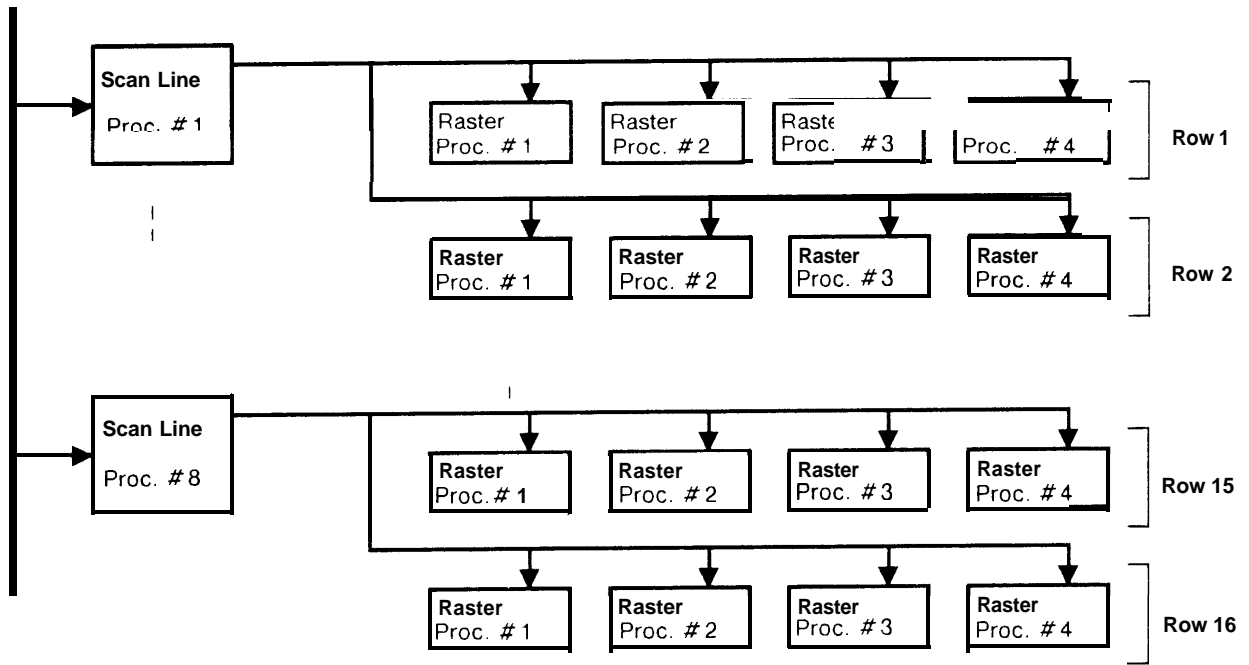 Scan Line
Proc. # 1
Raster
Proc. # 1
Raster
Proc. # 2
Raste
Proc. # 3
Proc. # 4
Row 1
Raster
Proc. # 1
Raster
Proc. # 2
Raster
Proc. # 3
Raster
Proc. # 4
Row 2
Scan Line
Proc. # 8
Raster
Proc. # 1
Raster
Proc. # 2
Raster
Proc. # 3
Raster
Proc. # 4
Row 15
Raster
Proc. # 1
Raster
Proc. # 2
Raster
Proc. # 3
Raster
Proc. # 4
Row 16